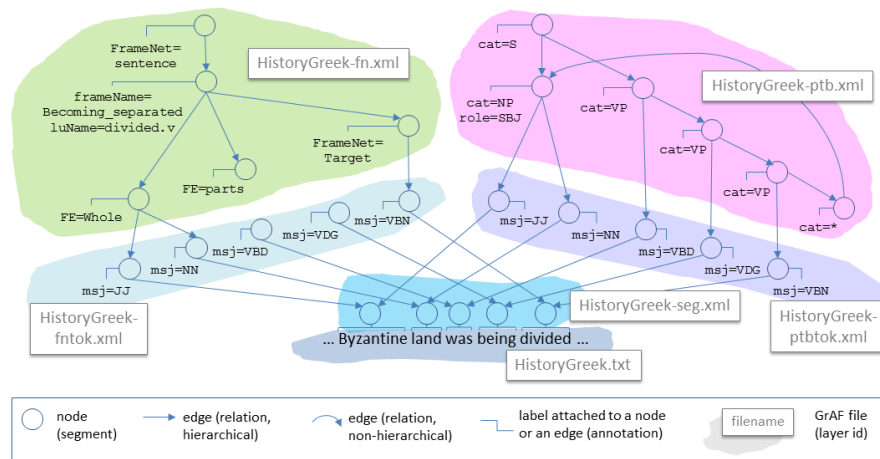 FrameNet=
sentence
HistoryGreek-fn.xml
frameName=
Becoming_separated
luName=divided.v
FrameNet=
Target
FE=parts
FE=Whole
msj=VBN
msj=VDG
msj=VBD
msj=NN
msj=JJ
HistoryGreek-
fntok.xml
cat=S
HistoryGreek-ptb.xml
cat=NP
role=SBJ
cat=VP
cat=VP
cat=VP
cat=*
msj=JJ
msj=NN
msj=VBD
msj=VDG
msj=VBN
HistoryGreek-seg.xml
HistoryGreek-
ptbtok.xml
... Byzantine land was being divided ...
HistoryGreek.txt
node
(segment)
edge (relation,
hierarchical)
edge (relation,
non-hierarchical)
label attached to a node
or an edge (annotation)
filename
GrAF file
(layer id)